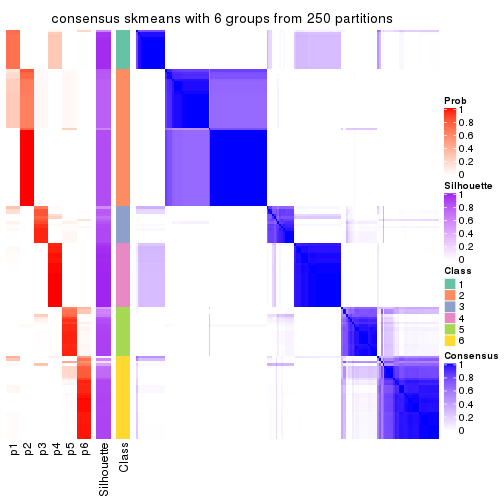 consensus skmeans with 6 groups from 250 partitions
Prob
1
0.8
0.6
0.4
0.2
0
Silhouette
1
0.8
0.6
0.4
0.2
0
Class
1
2
3
4
5
6
Consensus
1
0.8
0.6
0.4
0.2
0
p1
p2
p3
p4
p5
p6
Silhouette
Class